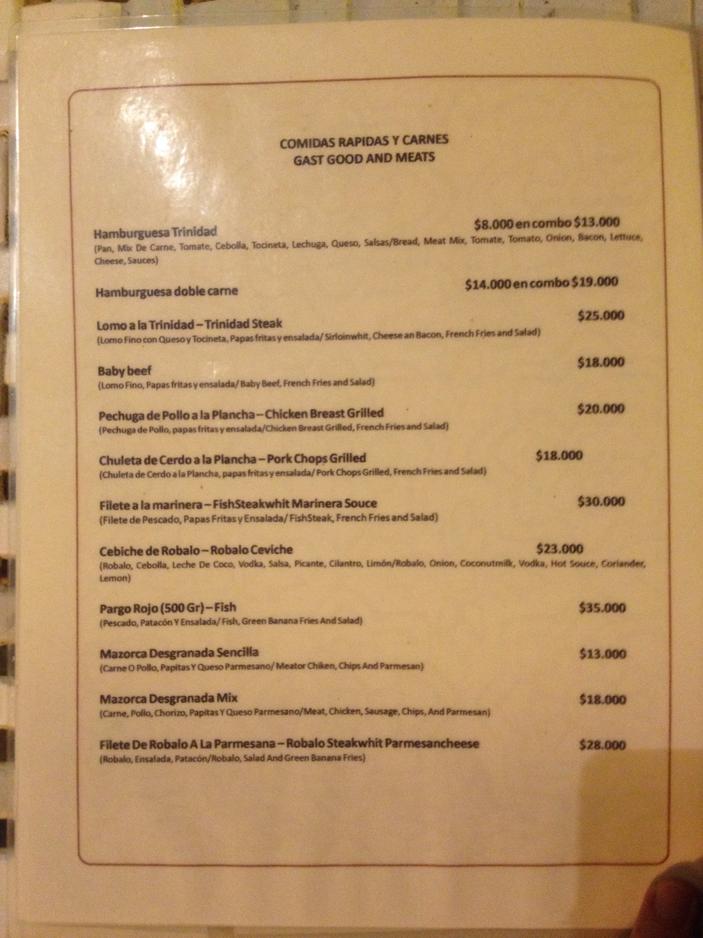 COMIDAS RAPIDAS Y CARNES
GAST GOOD AND MEATS
Hamburguesa Trinidad $8.000 en combo $13.000
(Pan, Mix De Carne, Tomate, Cebolla, Tocineta, Lechuga, Queso, Salsas/Bread, Meat Mix, Tomate, Tomato, Onion, Bacon, Lettuce,
Cheese, Sauces)
Hamburguesa doble carne $14.000 en combo $19.000
Lomo a la Trinidad – Trinidad Steak $25.000
(Lomo Fino con Queso y Tocineta, Papas fritas y ensalada/ Sirloinwhit, Cheese an Bacon, French Fries and Salad)
Baby beef $18.000
(Lomo Fino, Papas fritas y ensalada/ Baby Beef, French Fries and Salad)
Pechuga de Pollo a la Plancha – Chicken Breast Grilled $20.000
(Pechuga de Pollo, papas fritas y ensalada/Chicken Breast Grilled, French Fries and Salad)
Chuleta de Cerdo a la Plancha – Pork Chops Grilled $18.000
(Chuleta de Cerdo a la Plancha, papas fritas y ensalada/ Pork Chops Grilled, French Fries and Salad)
Filete a la marinera – FishSteakwhit Marinera Souce $30.000
(Filete de Pescado, Papas Fritas y Ensalada/ FishSteak, French Fries and Salad)
Cebiche de Robalo – Robalo Ceviche $23.000
(Robalo, Cebolla, Leche De Coco, Vodka, Salsa, Picante, Cilantro, Limón/Robalo, Onion, Coconutmilk, Vodka, Hot Souce, Coriander,
Lemon)
Pargo Rojo (500 Gr) – Fish $35.000
(Pescado, Patacón Y Ensalada/ Fish, Green Banana Fries And Salad)
Mazorca Desgranada Sencilla $13.000
(Carne O Pollo, Papitas Y Queso Parmesano/ Meator Chiken, Chips And Parmesan)
Mazorca Desgranada Mix $18.000
(Carne, Pollo, Chorizo, Papitas Y Queso Parmesano/Meat, Chicken, Sausage, Chips, And Parmesan)
Filete De Robalo A La Parmesana – Robalo Steakwhit Parmesancheese $28.000
(Robalo, Ensalada, Patacón/Robalo, Salad And Green Banana Fries)